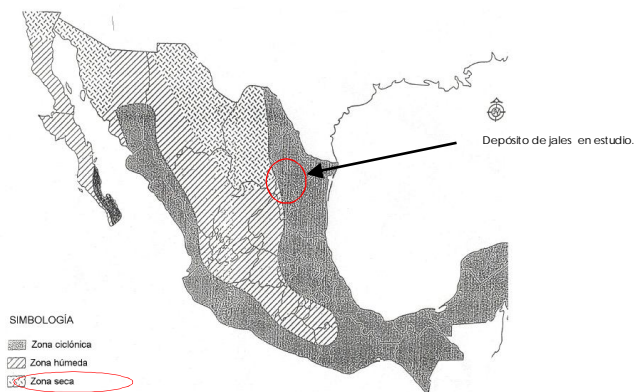 Depósito de jales en estudio.
SIMBOLOGÍA
Zona ciclónica
Zona húmeda
Zona seca